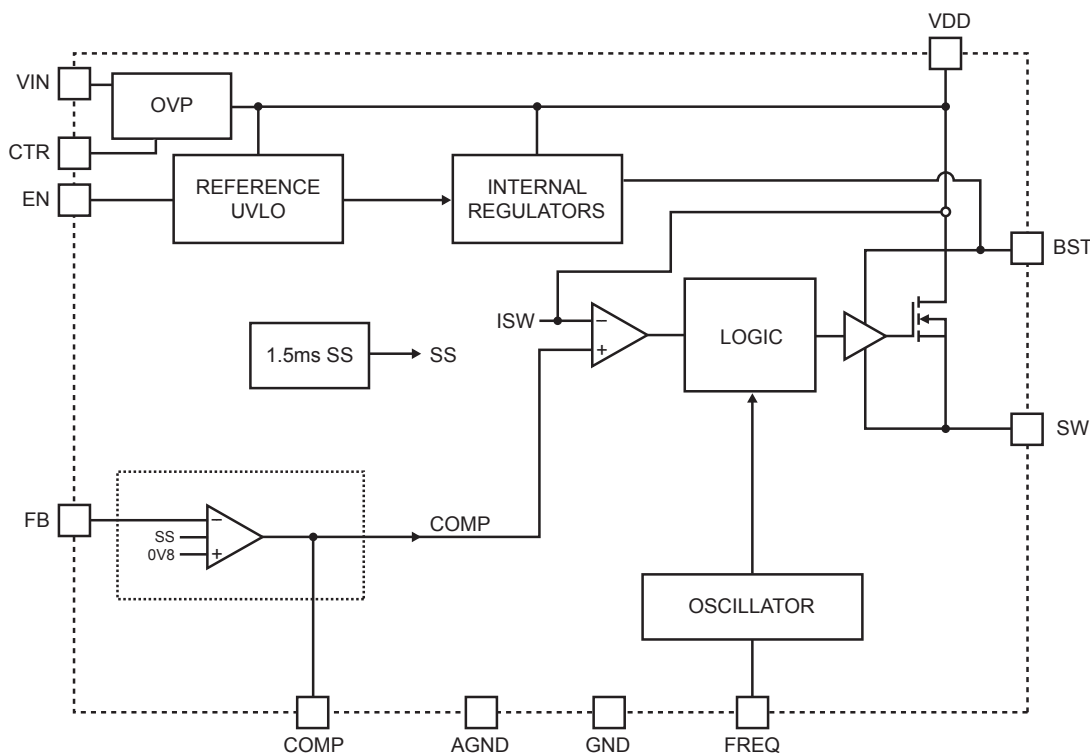 VDD
VIN
OVP
CTR
EN
REFERENCE
UVLO
INTERNAL
REGULATORS
BST
ISW
−
+
LOGIC
1.5ms SS
SS
SW
FB
−
SS
0V8
+
COMP
OSCILLATOR
COMP
AGND
GND
FREQ